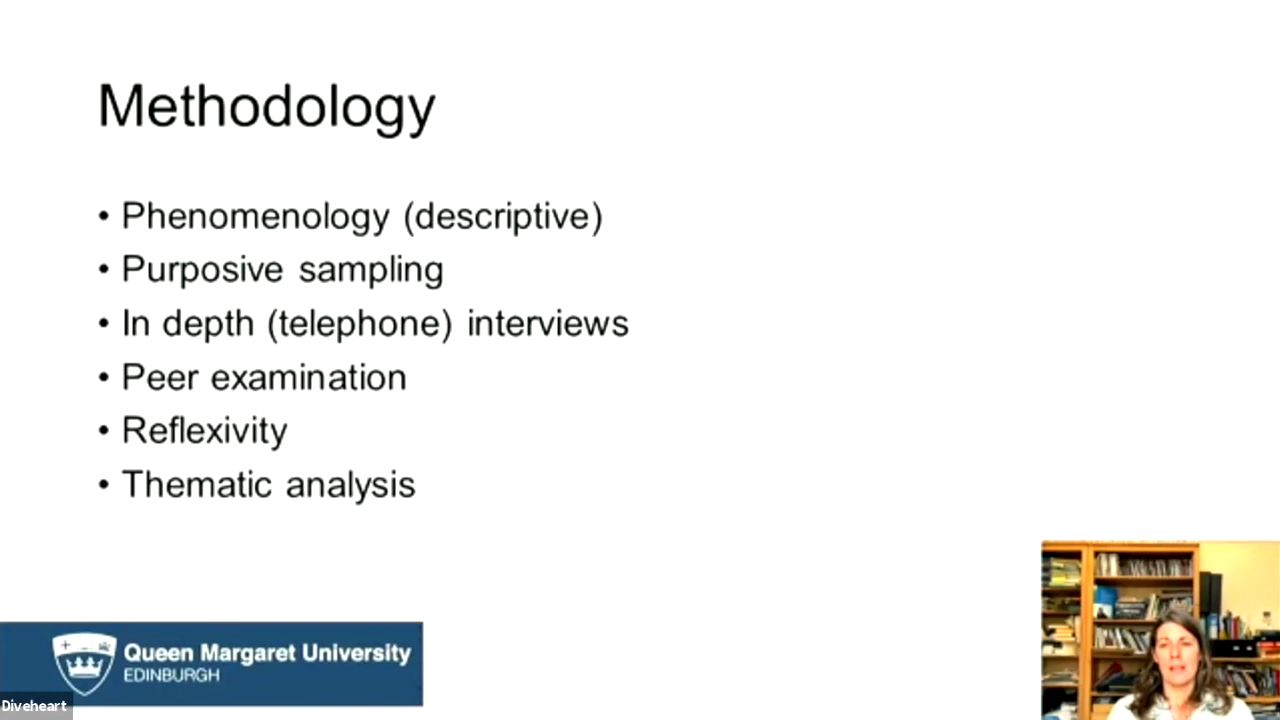 Methodology
• Phenomenology (descriptive)
• Purposive sampling
• In depth (telephone) interviews
• Peer examination
• Reflexivity
• Thematic analysis
Queen Margaret University
EDINBURGH
Diveheart